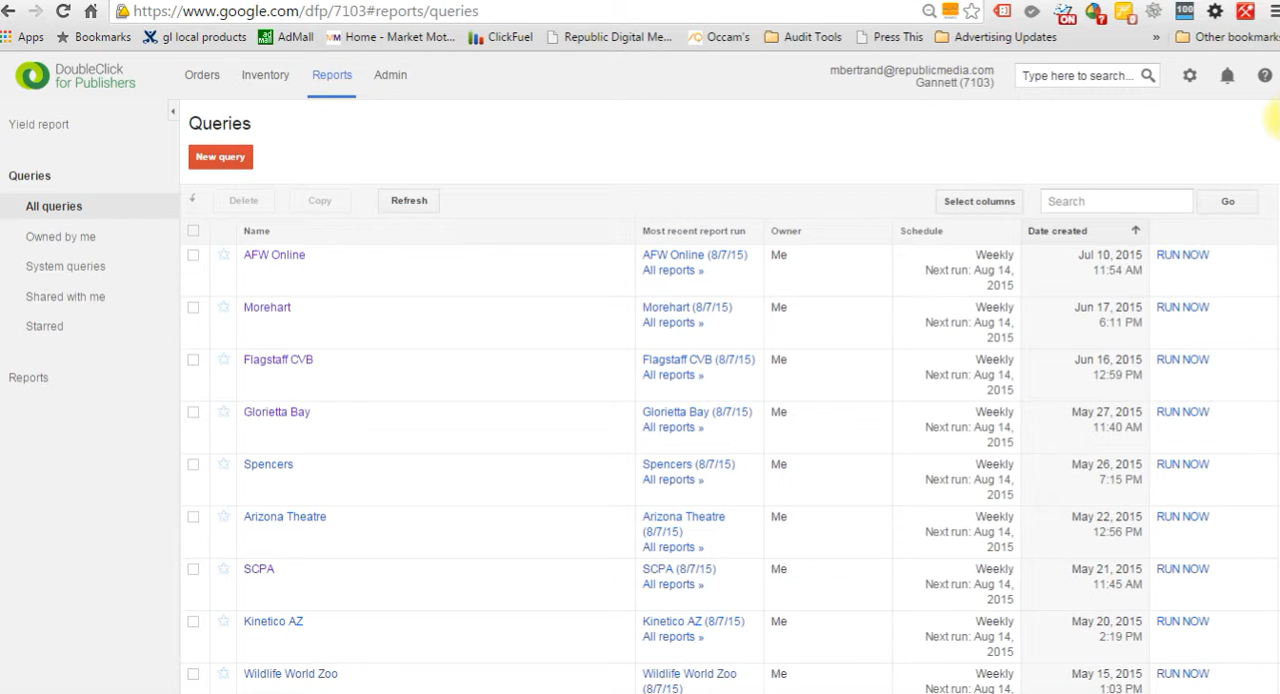 https://www.google.com/dfp/7103#reports/queries
100
ON
Apps Bookmarks gl local products AdMall Home - Market Mot... ClickFuel Republic Digital Me... Occam's Audit Tools Press This Advertising Updates » Other bookmarks
DoubleClick
for Publishers
Orders Inventory Reports Admin
mbertrand@republicmedia.com
Gannett (7103)
Type here to search...
Yield report
Queries
All queries
Owned by me
System queries
Shared with me
Starred
Reports
Queries
New query
Delete Copy Refresh Select columns Search Go
Name Most recent report run Owner Schedule Date created
AFW Online AFW Online (8/7/15) Me Weekly Jul 10, 2015 RUN NOW
All reports » Next run: Aug 14, 11:54 AM
2015
Morehart Morehart (8/7/15) Me Weekly Jun 17, 2015 RUN NOW
All reports » Next run: Aug 14, 6:11 PM
2015
Flagstaff CVB Flagstaff CVB (8/7/15) Me Weekly Jun 16, 2015 RUN NOW
All reports » Next run: Aug 14, 12:59 PM
2015
Glorietta Bay Glorietta Bay (8/7/15) Me Weekly May 27, 2015 RUN NOW
All reports » Next run: Aug 14, 11:40 AM
2015
Spencers Spencers (8/7/15) Me Weekly May 26, 2015 RUN NOW
All reports » Next run: Aug 14, 7:15 PM
2015
Arizona Theatre Arizona Theatre Me Weekly May 22, 2015 RUN NOW
(8/7/15) Next run: Aug 14, 12:56 PM
All reports » 2015
SCPA SCPA (8/7/15) Me Weekly May 21, 2015 RUN NOW
All reports » Next run: Aug 14, 11:45 AM
2015
Kinetico AZ Kinetico AZ (8/7/15) Me Weekly May 20, 2015 RUN NOW
All reports » Next run: Aug 14, 2:19 PM
2015
Wildlife World Zoo Wildlife World Zoo Me Weekly May 15, 2015 RUN NOW
(8/7/15) Next run: Aug 14, 1:03 PM